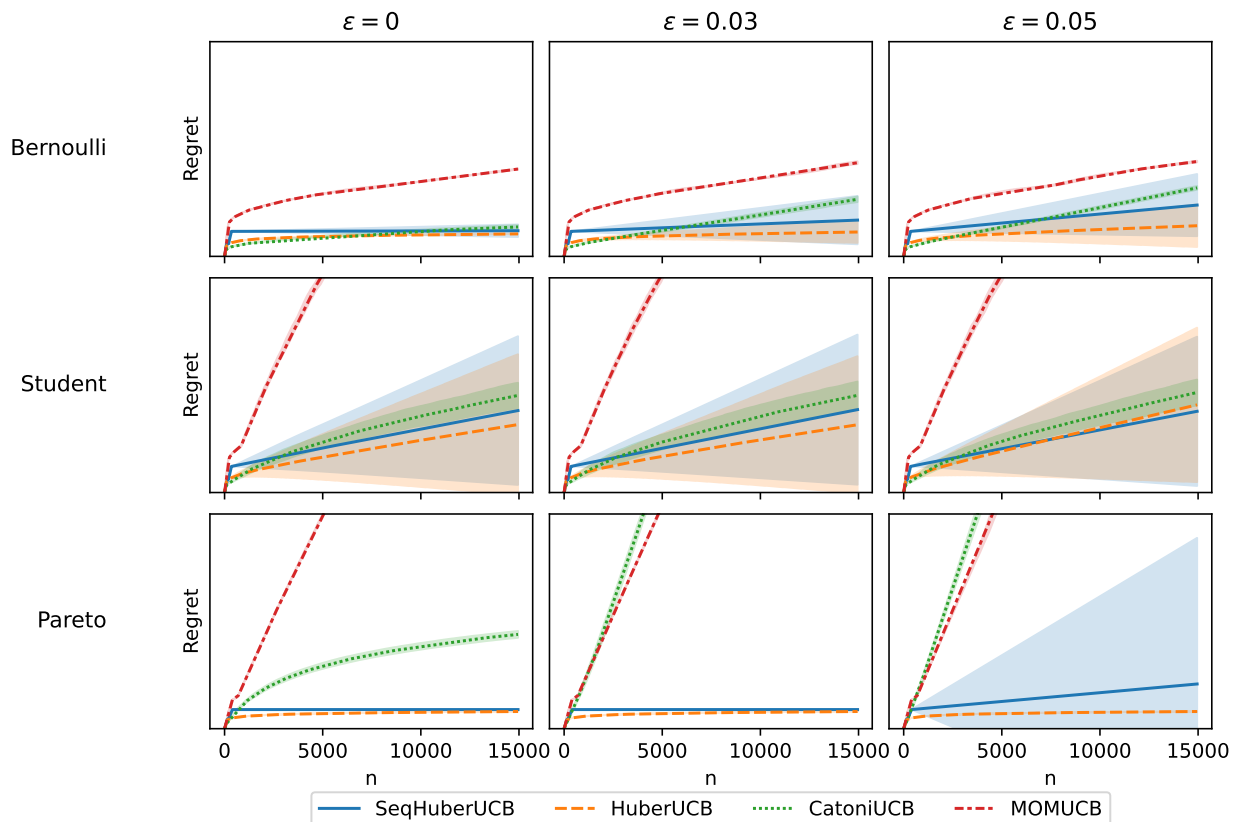 ε = 0 ε = 0.03 ε = 0.05
Bernoulli Regret
Student Regret
Pareto Regret
0 5000 10000 15000 0 5000 10000 15000 0 5000 10000 15000
n n n
SeqHuberUCB HuberUCB CatoniUCB MOMUCB